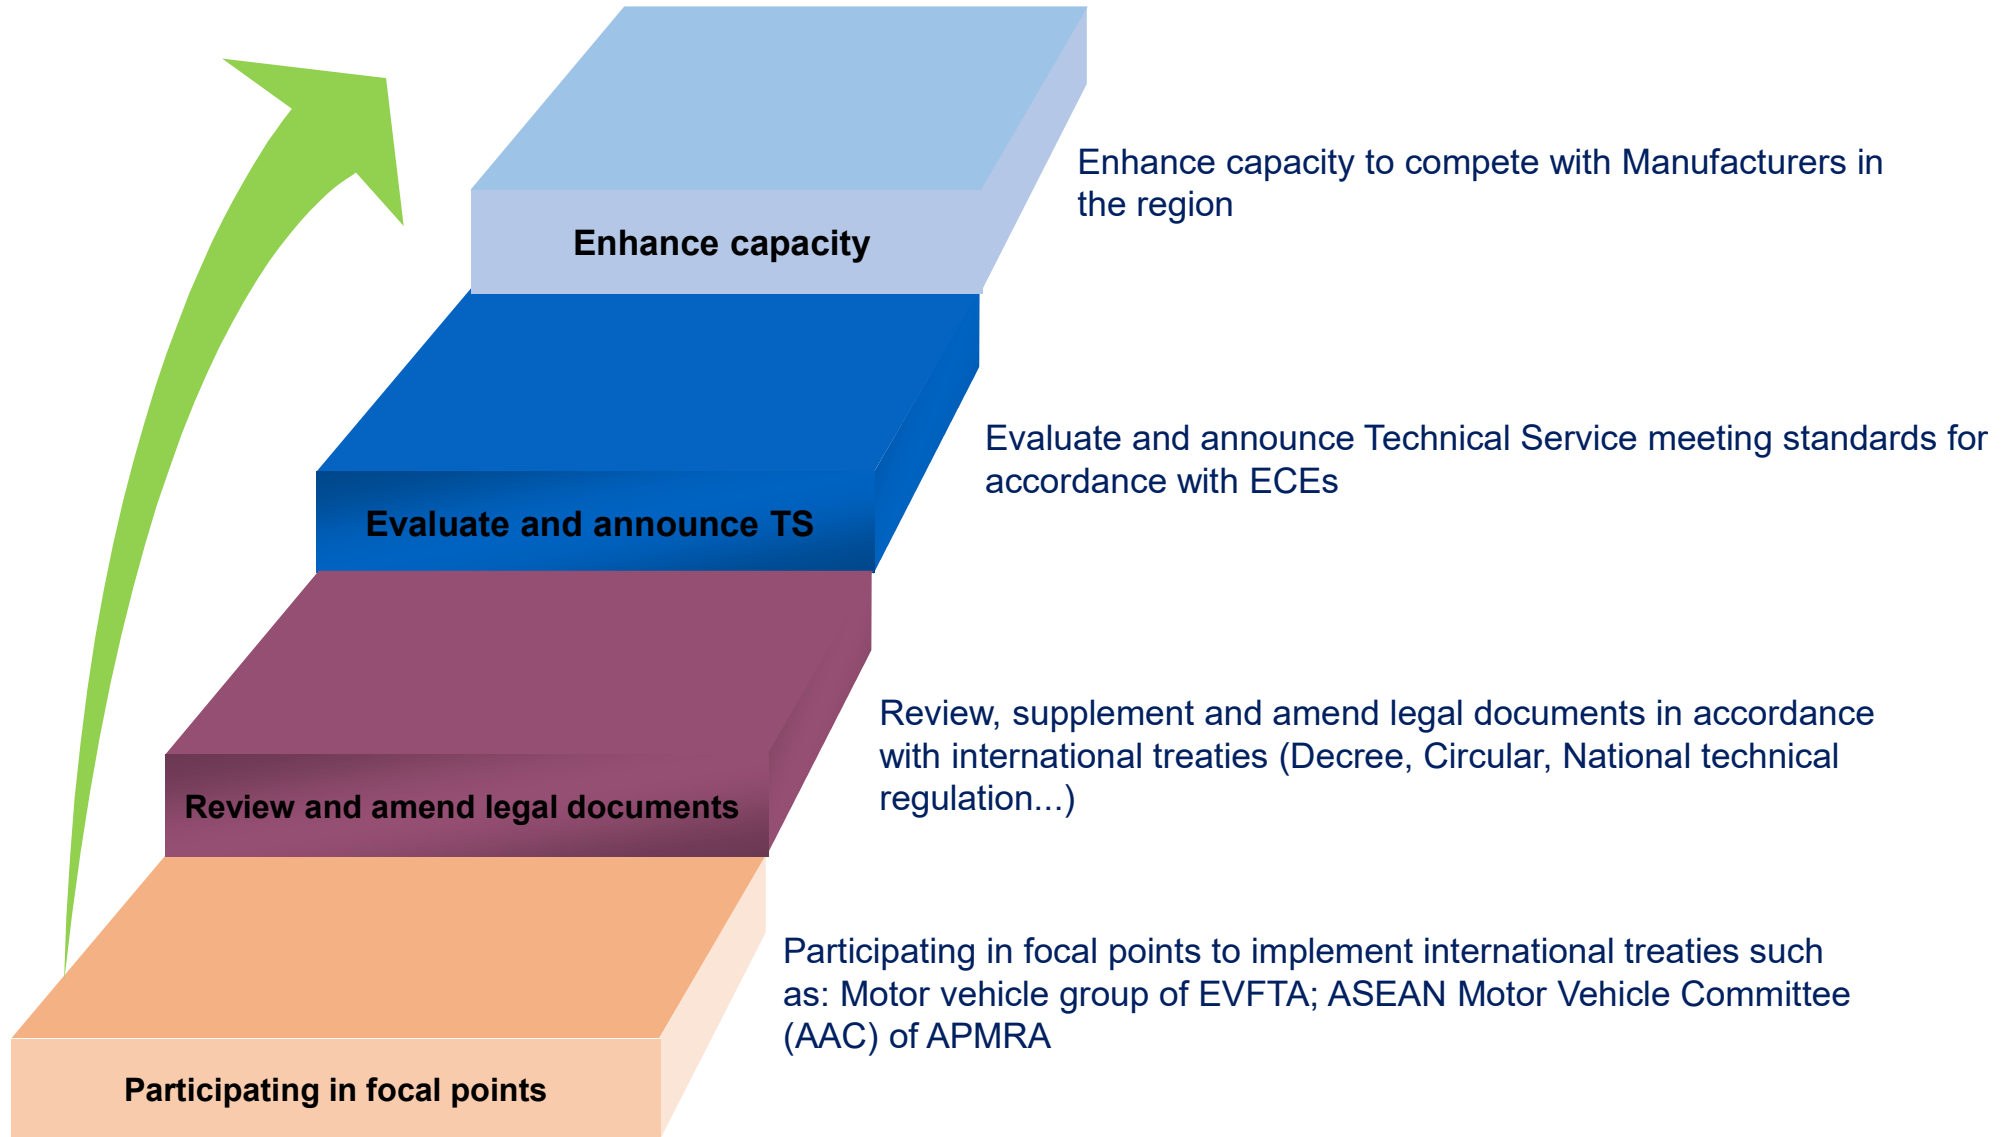 Enhance capacity to compete with Manufacturers in
the region
Enhance capacity
Evaluate and announce Technical Service meeting standards for
accordance with ECEs
Evaluate and announce TS
Review, supplement and amend legal documents in accordance
with international treaties (Decree, Circular, National technical
regulation...)
Review and amend legal documents
Participating in focal points to implement international treaties such
as: Motor vehicle group of EVFTA; ASEAN Motor Vehicle Committee
(AAC) of APMRA
Participating in focal points